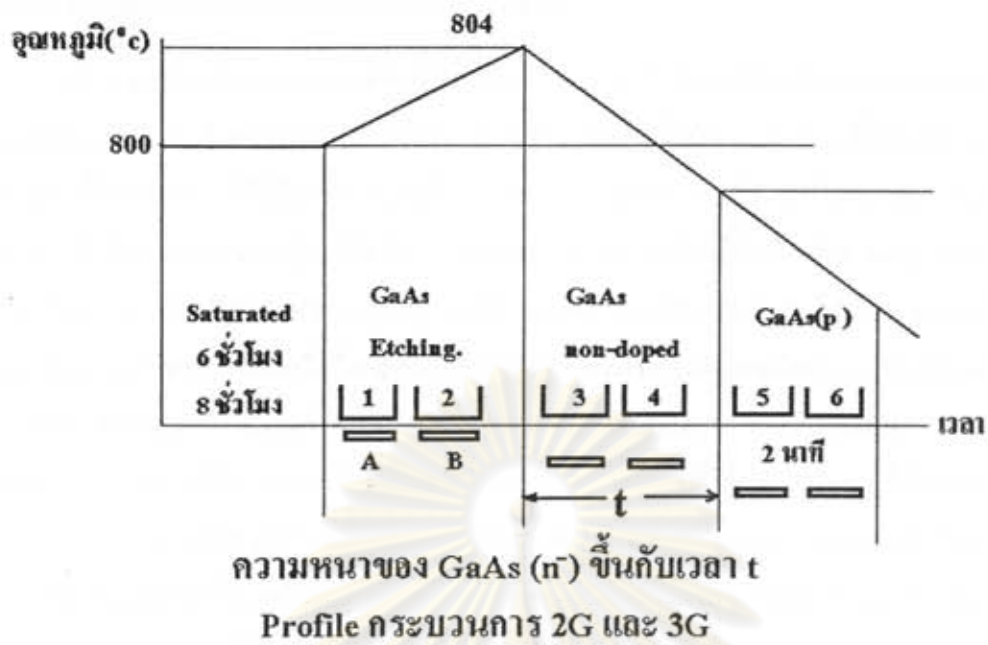 804
อุณหภูมิ(°c)
800
GaAs
GaAs
Saturated
GaAs(p )
6 ชั่วโมง
Etching.
non-doped
8 ชั่วโมง
1
2
3
4
5
6
เวลา
A
B
2 นาที
t
ความหนาของ GaAs (n⁻) ขึ้นกับเวลา t
Profile กระบวนการ 2G และ 3G